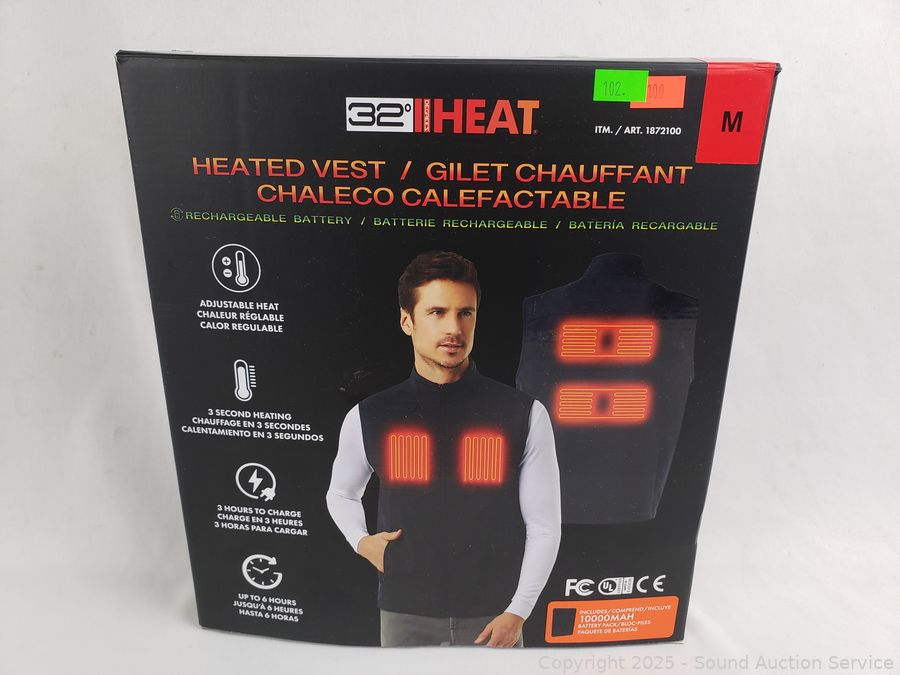 102.
100
M
32° DEGREES HEAT
ITM. / ART. 1872100
HEATED VEST / GILET CHAUFFANT
CHALECO CALEFACTABLE
RECHARGEABLE BATTERY / BATTERIE RECHARGEABLE / BATERÍA RECARGABLE
ADJUSTABLE HEAT
CHALEUR RÉGLABLE
CALOR REGULABLE
3 SECOND HEATING
CHAUFFAGE EN 3 SECONDES
CALENTAMIENTO EN 3 SEGUNDOS
3 HOURS TO CHARGE
CHARGE EN 3 HEURES
3 HORAS PARA CARGAR
UP TO 6 HOURS
JUSQU'À 6 HEURES
HASTA 6 HORAS
FC UL CE
INCLUDES/COMPREND/INCLUYE
10000MAH
BATTERY PACK/BLOC-PILES
PAQUETE DE BATERÍAS
Copyright 2025 - Sound Auction Service